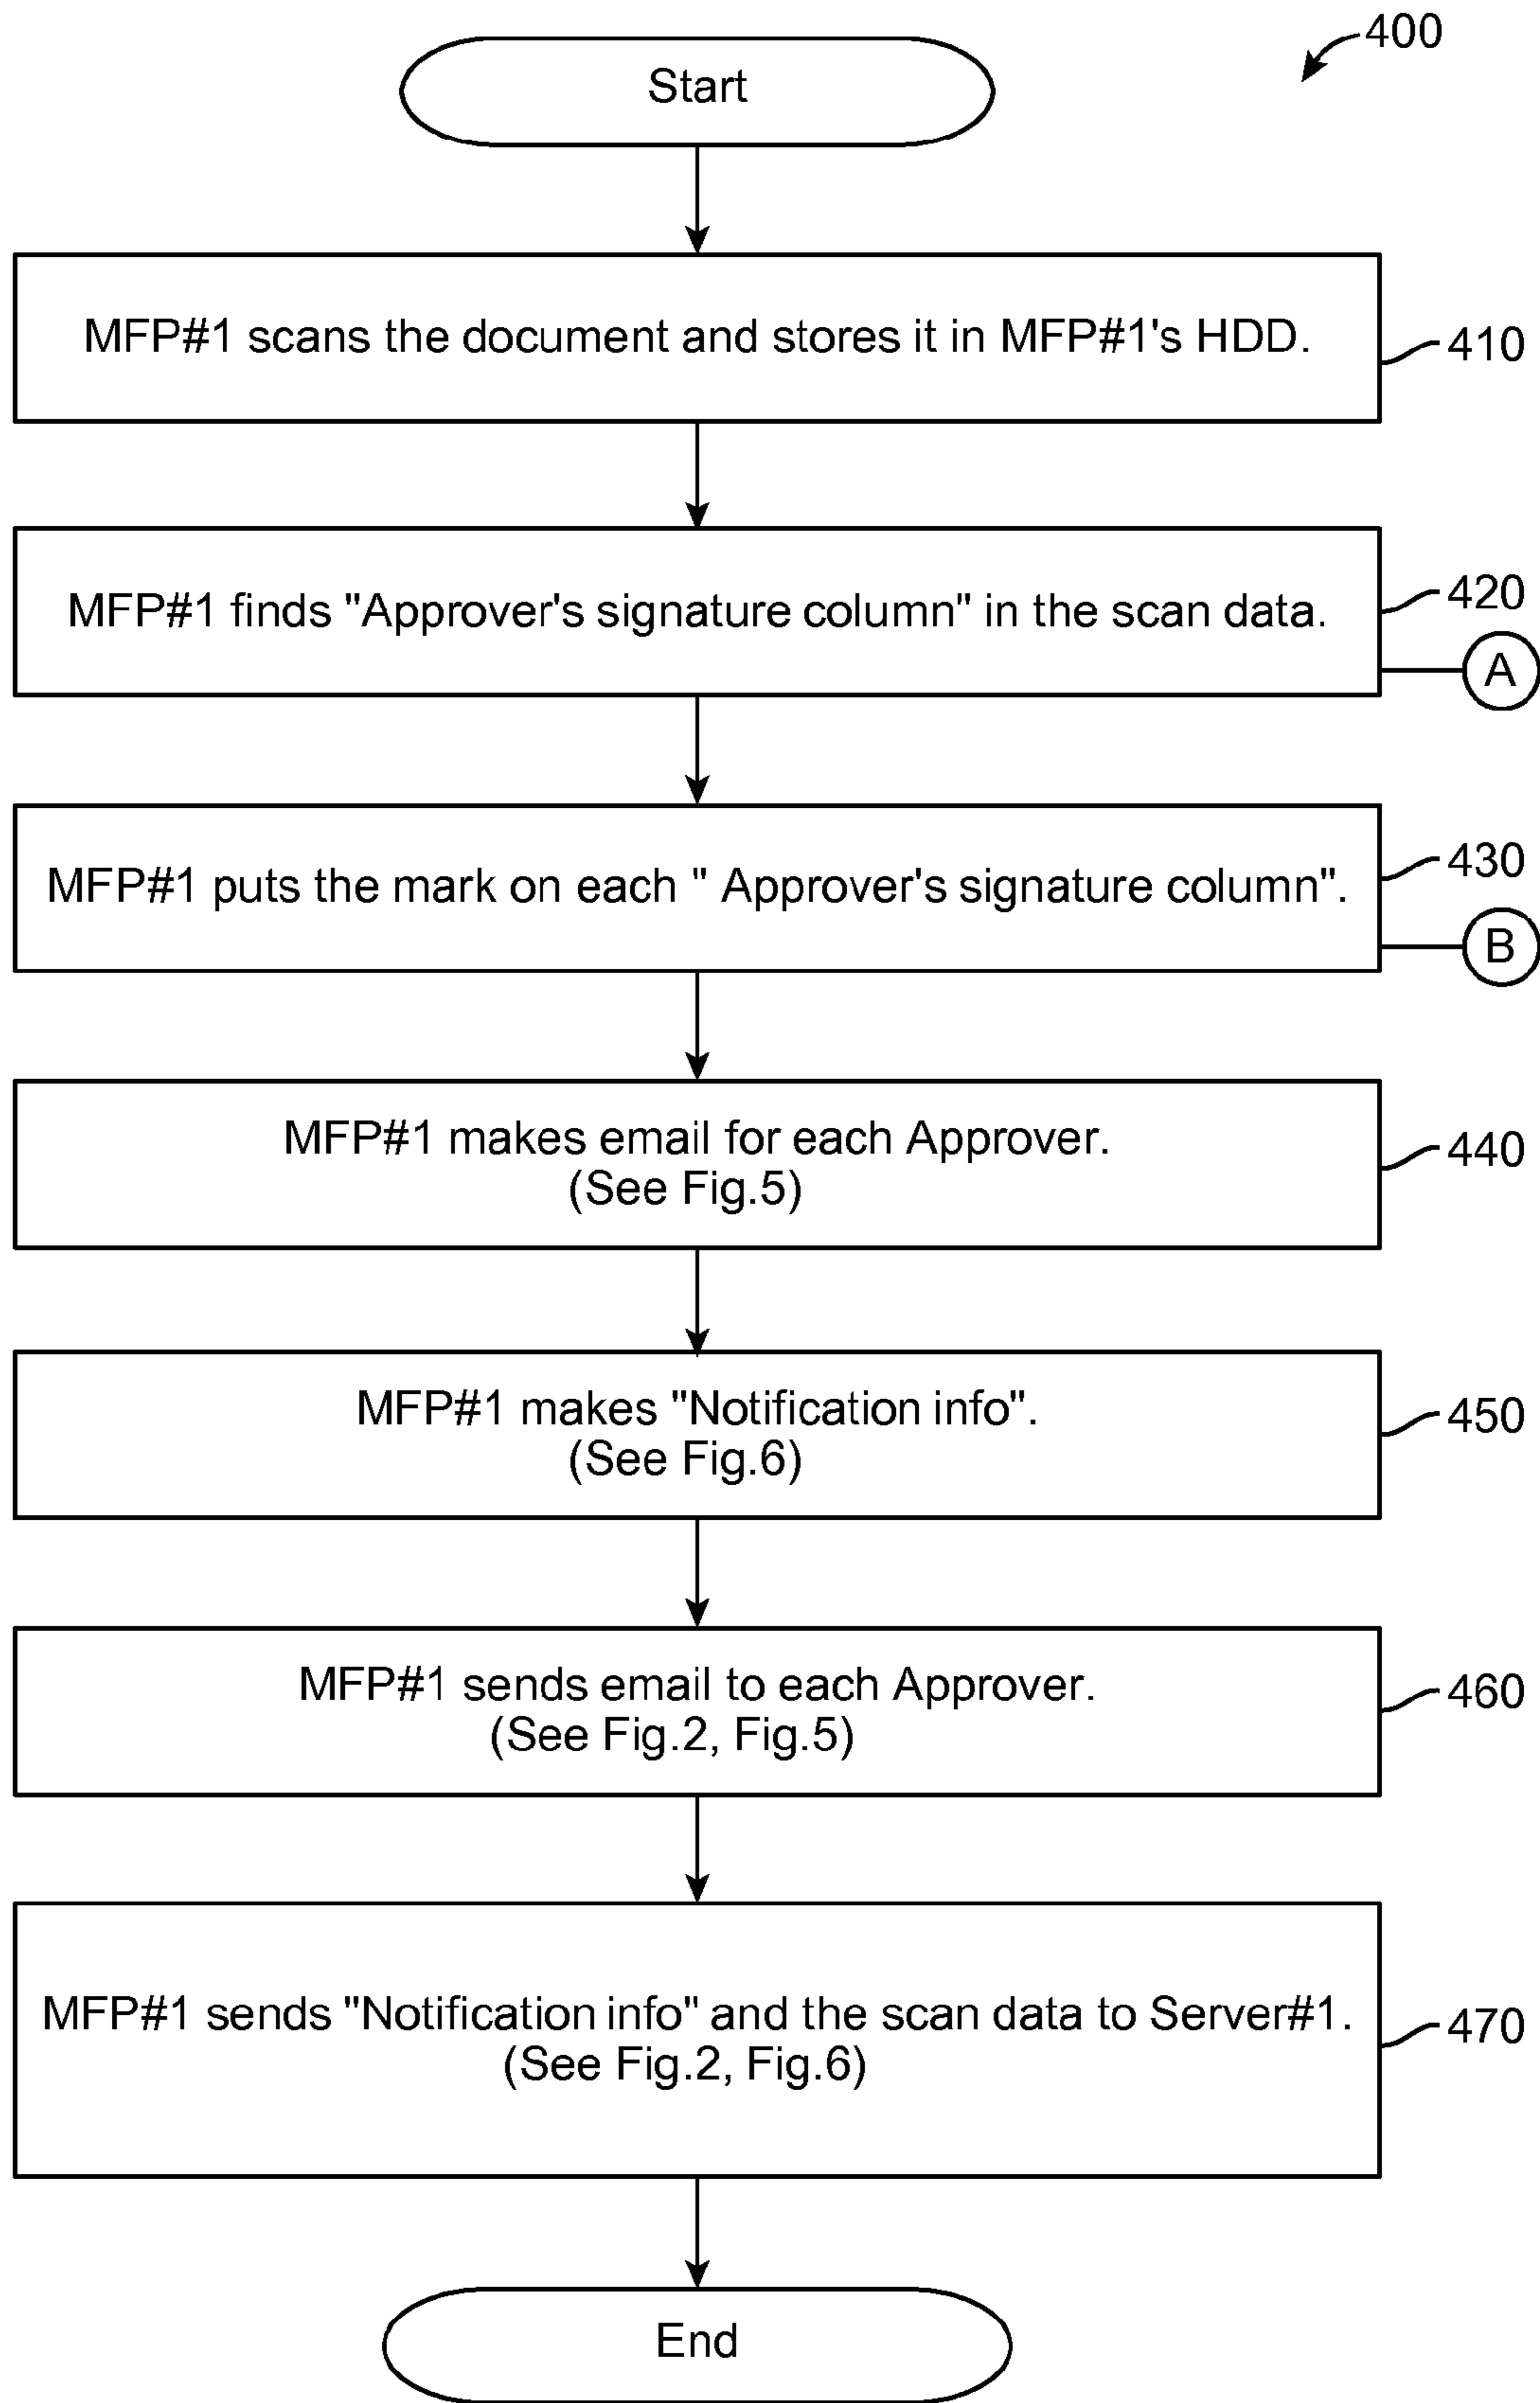 400
Start
MFP#1 scans the document and stores it in MFP#1's HDD.
410
MFP#1 finds "Approver's signature column" in the scan data.
420
A
MFP#1 puts the mark on each " Approver's signature column".
430
B
MFP#1 makes email for each Approver.
(See Fig.5)
440
MFP#1 makes "Notification info".
(See Fig.6)
450
MFP#1 sends email to each Approver.
(See Fig.2, Fig.5)
460
MFP#1 sends "Notification info" and the scan data to Server#1.
(See Fig.2, Fig.6)
470
End